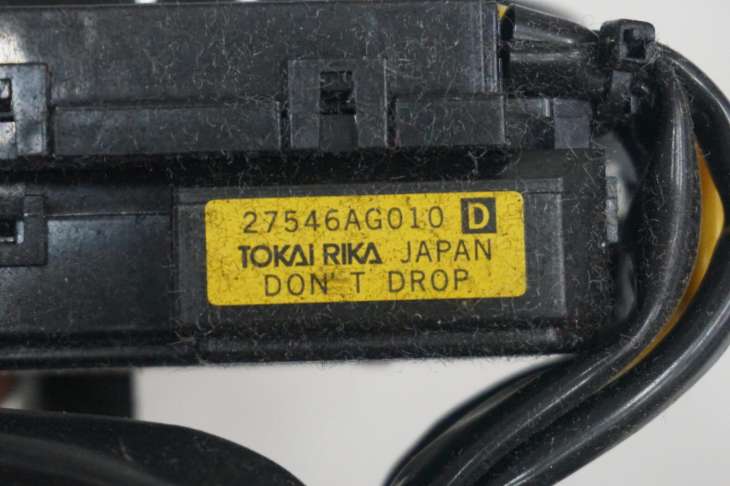 27546AG010 D
TOKAI RIKA JAPAN
DON'T DROP